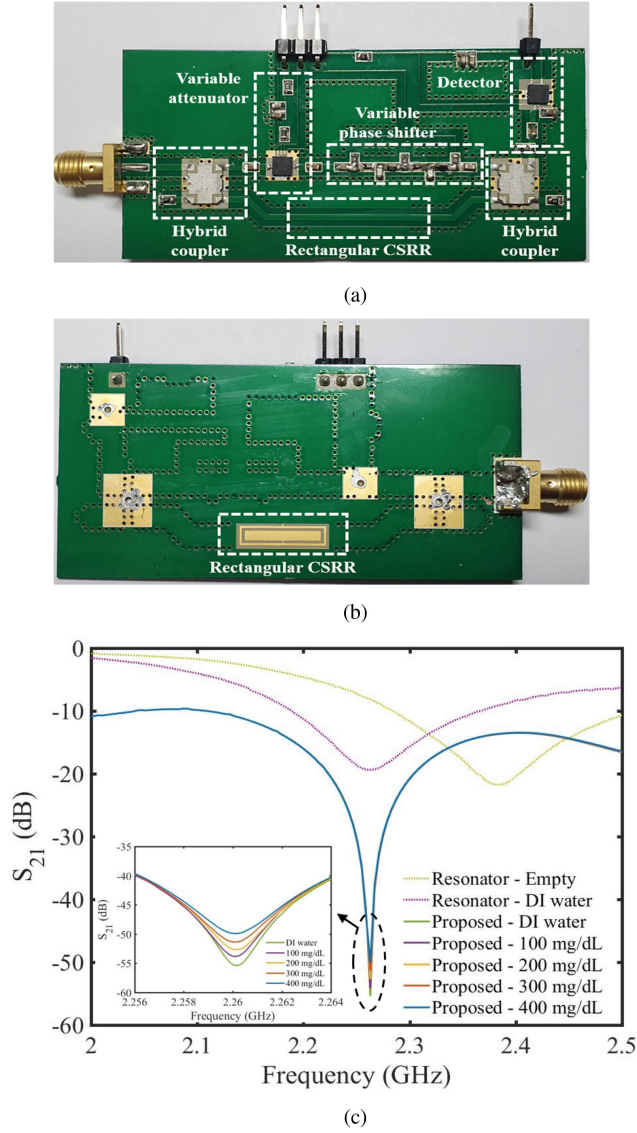 Variable
attenuator
Detector
Variable
phase shifter
Hybrid
coupler
Rectangular CSRR
Hybrid
coupler
(a)
Rectangular CSRR
(b)
0
-10
-20
-30
-40
-50
-60
S21 (dB)
2
2.1
2.2
2.3
2.4
2.5
Frequency (GHz)
Resonator - Empty
Resonator - DI water
Proposed - DI water
Proposed - 100 mg/dL
Proposed - 200 mg/dL
Proposed - 300 mg/dL
Proposed - 400 mg/dL
-35
-40
-45
-50
-55
-60
S21 (dB)
2.256
2.258
2.26
2.262
2.264
Frequency (GHz)
DI water
100 mg/dL
200 mg/dL
300 mg/dL
400 mg/dL
(c)